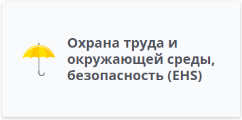 Охрана труда и
окружающей среды,
безопасность (EHS)